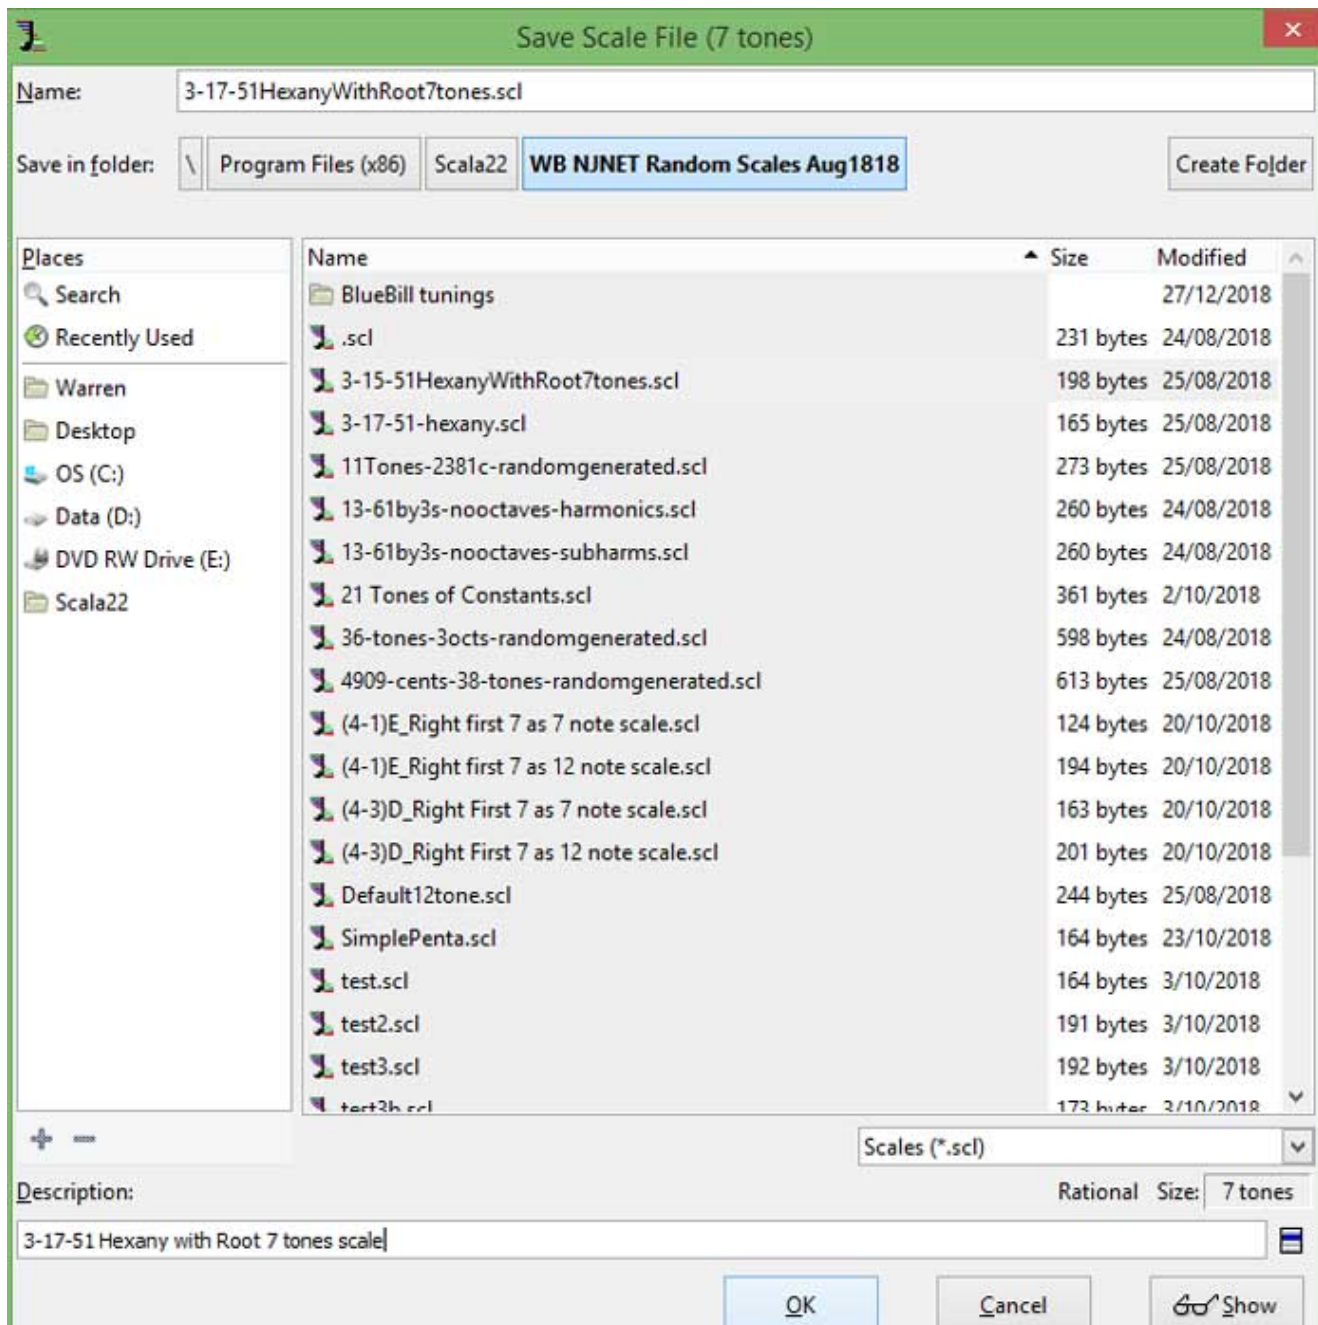 Save Scale File (7 tones)
Name: 3-17-51HexanyWithRoot7tones.scl
Save in folder: \ Program Files (x86) Scala22 WB NJNET Random Scales Aug1818 Create Folder
Places
Search
Recently Used
Warren
Desktop
OS (C:)
Data (D:)
DVD RW Drive (E:)
Scala22
Name Size Modified
BlueBill tunings 27/12/2018
.scl 231 bytes 24/08/2018
3-15-51HexanyWithRoot7tones.scl 198 bytes 25/08/2018
3-17-51-hexany.scl 165 bytes 25/08/2018
11Tones-2381c-randomgenerated.scl 273 bytes 25/08/2018
13-61by3s-nooctaves-harmonics.scl 260 bytes 24/08/2018
13-61by3s-nooctaves-subharms.scl 260 bytes 24/08/2018
21 Tones of Constants.scl 361 bytes 2/10/2018
36-tones-3octs-randomgenerated.scl 598 bytes 24/08/2018
4909-cents-38-tones-randomgenerated.scl 613 bytes 25/08/2018
(4-1)E_Right first 7 as 7 note scale.scl 124 bytes 20/10/2018
(4-1)E_Right first 7 as 12 note scale.scl 194 bytes 20/10/2018
(4-3)D_Right First 7 as 7 note scale.scl 163 bytes 20/10/2018
(4-3)D_Right First 7 as 12 note scale.scl 201 bytes 20/10/2018
Default12tone.scl 244 bytes 25/08/2018
SimplePenta.scl 164 bytes 23/10/2018
test.scl 164 bytes 3/10/2018
test2.scl 191 bytes 3/10/2018
test3.scl 192 bytes 3/10/2018
test3b.scl 173 bytes 3/10/2018
Scales (*.scl)
Description: Rational Size: 7 tones
3-17-51 Hexany with Root 7 tones scale
OK Cancel Show